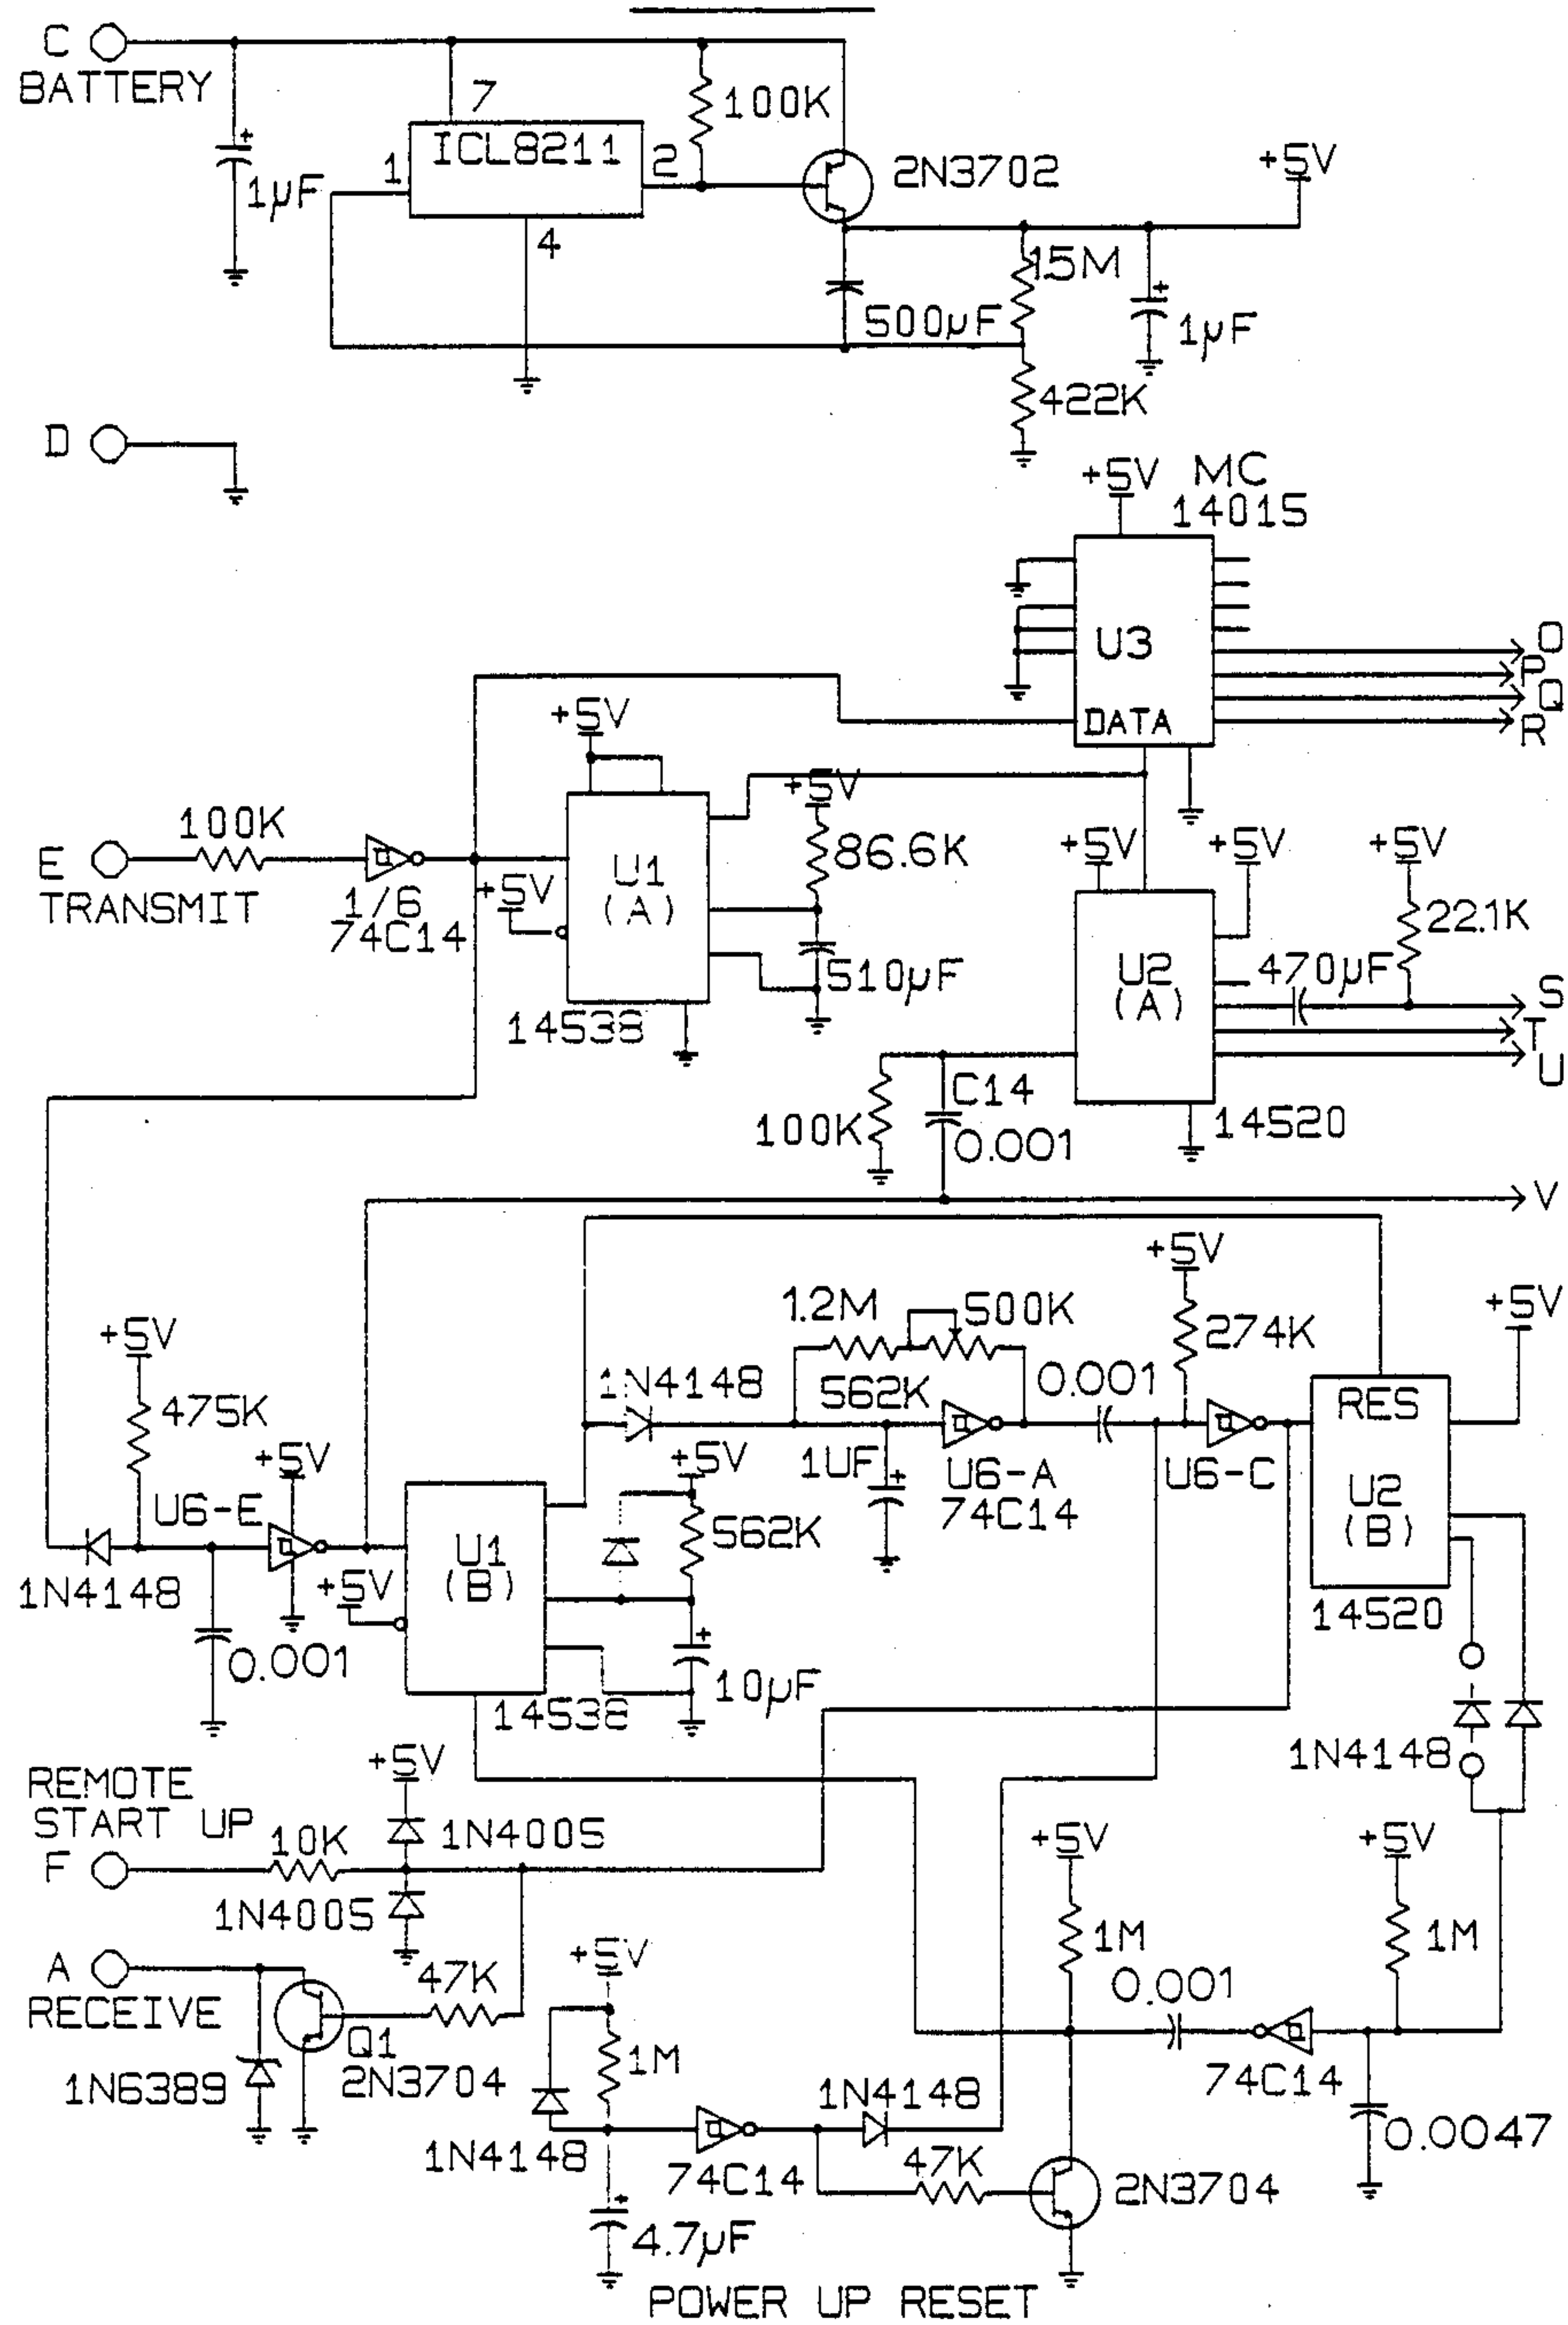 C
BATTERY
7
100K
ICL8211
1
2
2N3702
+5V
1µF
4
15M
500µF
1µF
422K
D
+5V
MC
14015
U3
O
P
Q
R
DATA
+5V
+5V
100K
86.6K
+5V
+5V
+5V
E
TRANSMIT
1/6
74C14
+5V
U1
(A)
22.1K
510µF
U2
(A)
470µF
S
T
U
14538
C14
100K
0.001
14520
V
+5V
1.2M
500K
+5V
274K
+5V
475K
1N4148
562K
0.001
RES
+5V
+5V
1UF
U6-A
74C14
U6-C
U6-E
562K
U2
(B)
U1
(B)
1N4148
+5V
14520
0.001
10µF
14538
1N4148
REMOTE
START UP
+5V
10K
1N4005
F
+5V
+5V
1N4005
1M
1M
A
RECEIVE
47K
+5V
0.001
Q1
2N3704
1N6389
1M
1N4148
74C14
0.0047
1N4148
74C14
47K
2N3704
4.7µF
POWER UP RESET